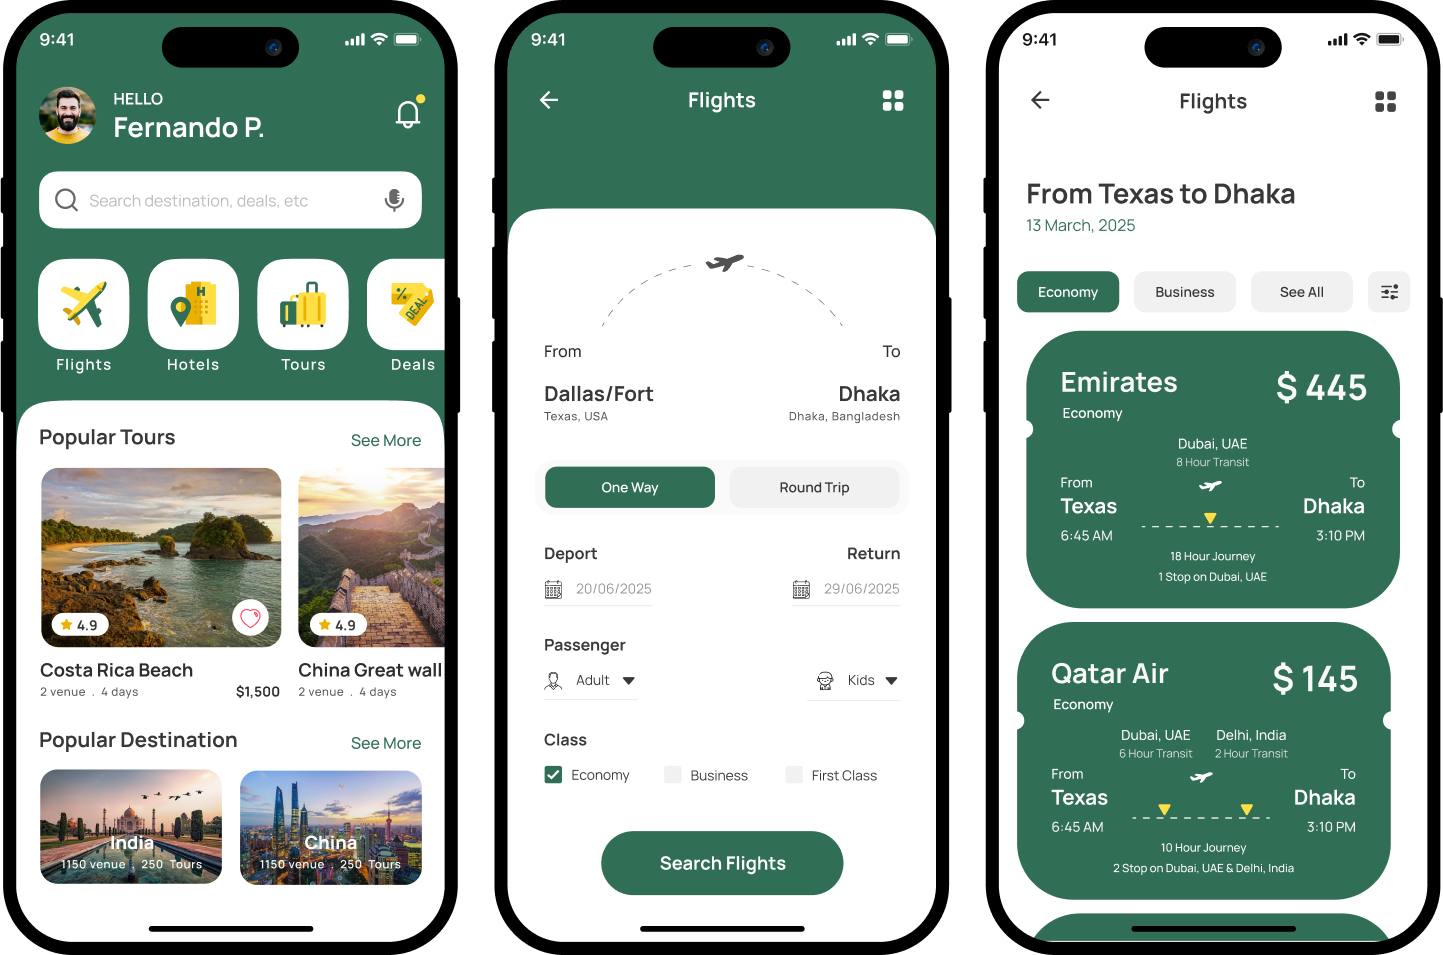 9:41
HELLO
Fernando P.
Search destination, deals, etc
Flights
Hotels
Tours
DEAL
Deals
Popular Tours
See More
4.9
4.9
Costa Rica Beach
2 venue . 4 days
$1,500
China Great wall
2 venue . 4 days
Popular Destination
See More
India
1150 venue . 250 Tours
China
1150 venue . 250 Tours
9:41
Flights
From
To
Dallas/Fort
Dhaka
Texas, USA
Dhaka, Bangladesh
One Way
Round Trip
Deport
Return
20/06/2025
29/06/2025
Passenger
Adult
Kids
Class
Economy
Business
First Class
Search Flights
9:41
Flights
From Texas to Dhaka
13 March, 2025
Economy
Business
See All
Emirates
$ 445
Economy
Dubai, UAE
8 Hour Transit
From
To
Texas
Dhaka
6:45 AM
3:10 PM
18 Hour Journey
1 Stop on Dubai, UAE
Qatar Air
$ 145
Economy
Dubai, UAE
Delhi, India
6 Hour Transit
2 Hour Transit
From
To
Texas
Dhaka
6:45 AM
3:10 PM
10 Hour Journey
2 Stop on Dubai, UAE & Delhi, India